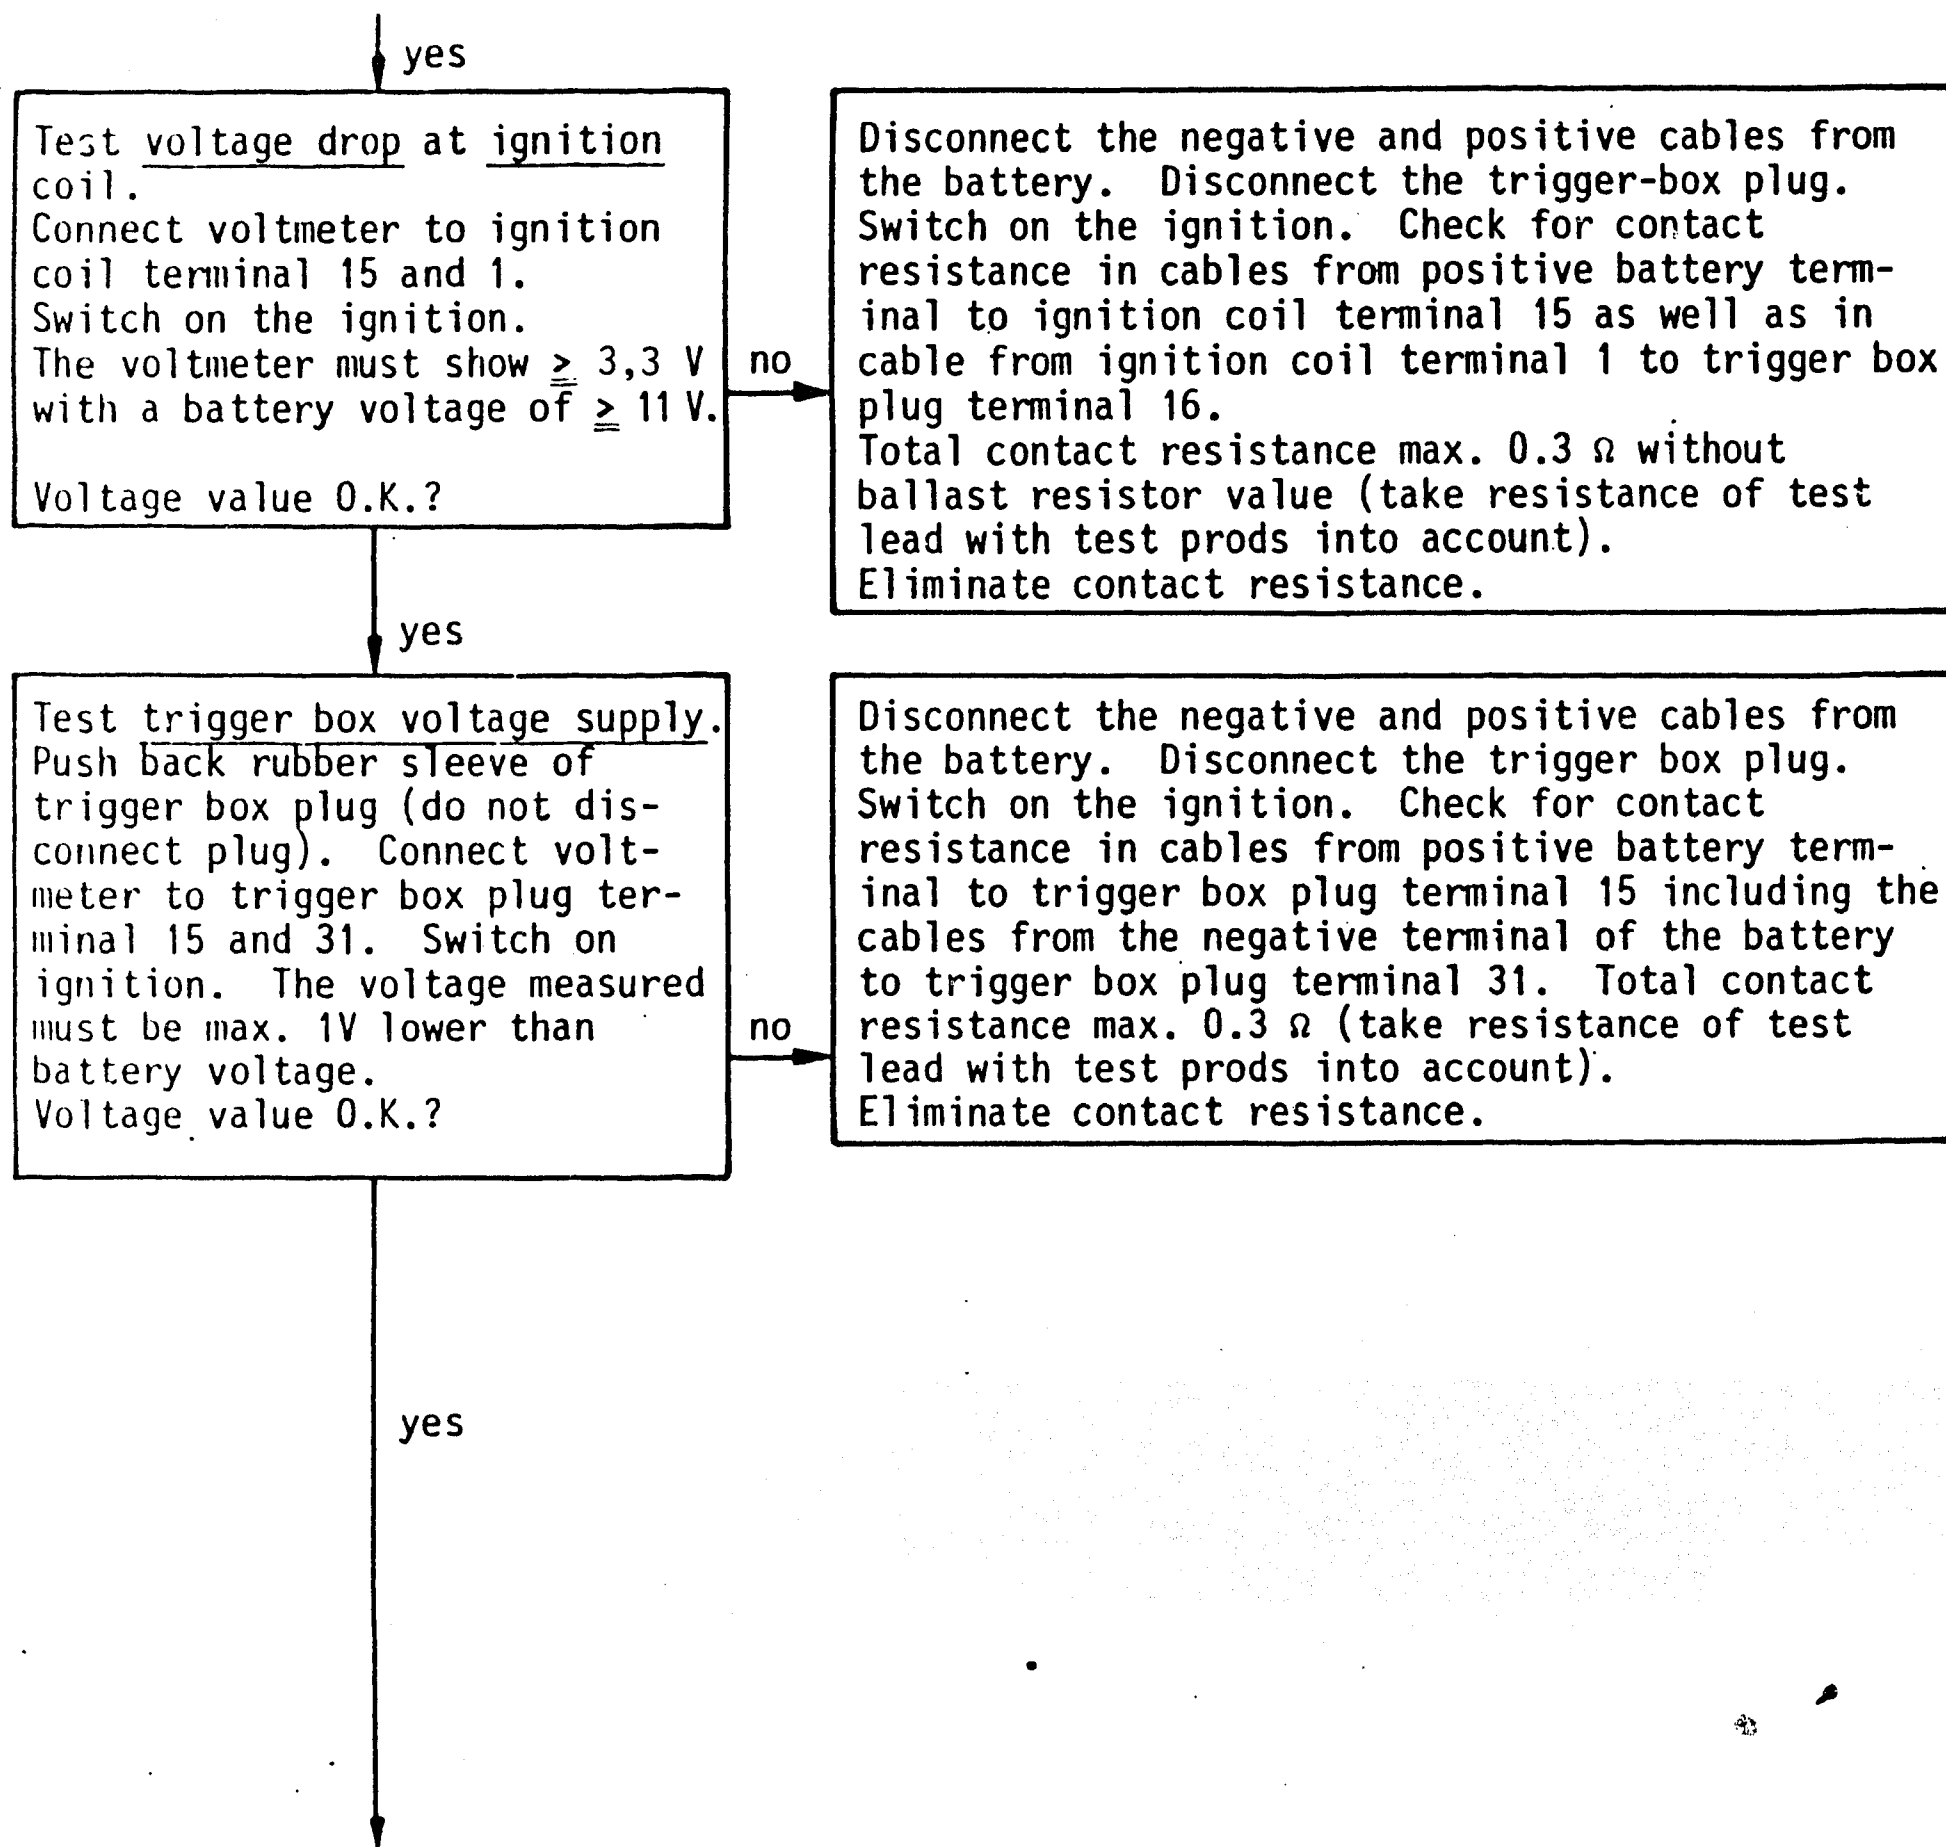 yes
Test voltage drop at ignition
coil.
Connect voltmeter to ignition
coil terminal 15 and 1.
Switch on the ignition.
The voltmeter must show ≥ 3,3 V
with a battery voltage of ≥ 11 V.
Voltage value O.K.?
no
Disconnect the negative and positive cables from
the battery. Disconnect the trigger-box plug.
Switch on the ignition. Check for contact
resistance in cables from positive battery term-
inal to ignition coil terminal 15 as well as in
cable from ignition coil terminal 1 to trigger box
plug terminal 16.
Total contact resistance max. 0.3 Ω without
ballast resistor value (take resistance of test
lead with test prods into account).
Eliminate contact resistance.
yes
Test trigger box voltage supply.
Push back rubber sleeve of
trigger box plug (do not dis-
connect plug). Connect volt-
meter to trigger box plug ter-
minal 15 and 31. Switch on
ignition. The voltage measured
must be max. 1V lower than
battery voltage.
Voltage value O.K.?
no
Disconnect the negative and positive cables from
the battery. Disconnect the trigger box plug.
Switch on the ignition. Check for contact
resistance in cables from positive battery term-
inal to trigger box plug terminal 15 including the
cables from the negative terminal of the battery
to trigger box plug terminal 31. Total contact
resistance max. 0.3 Ω (take resistance of test
lead with test prods into account).
Eliminate contact resistance.
yes